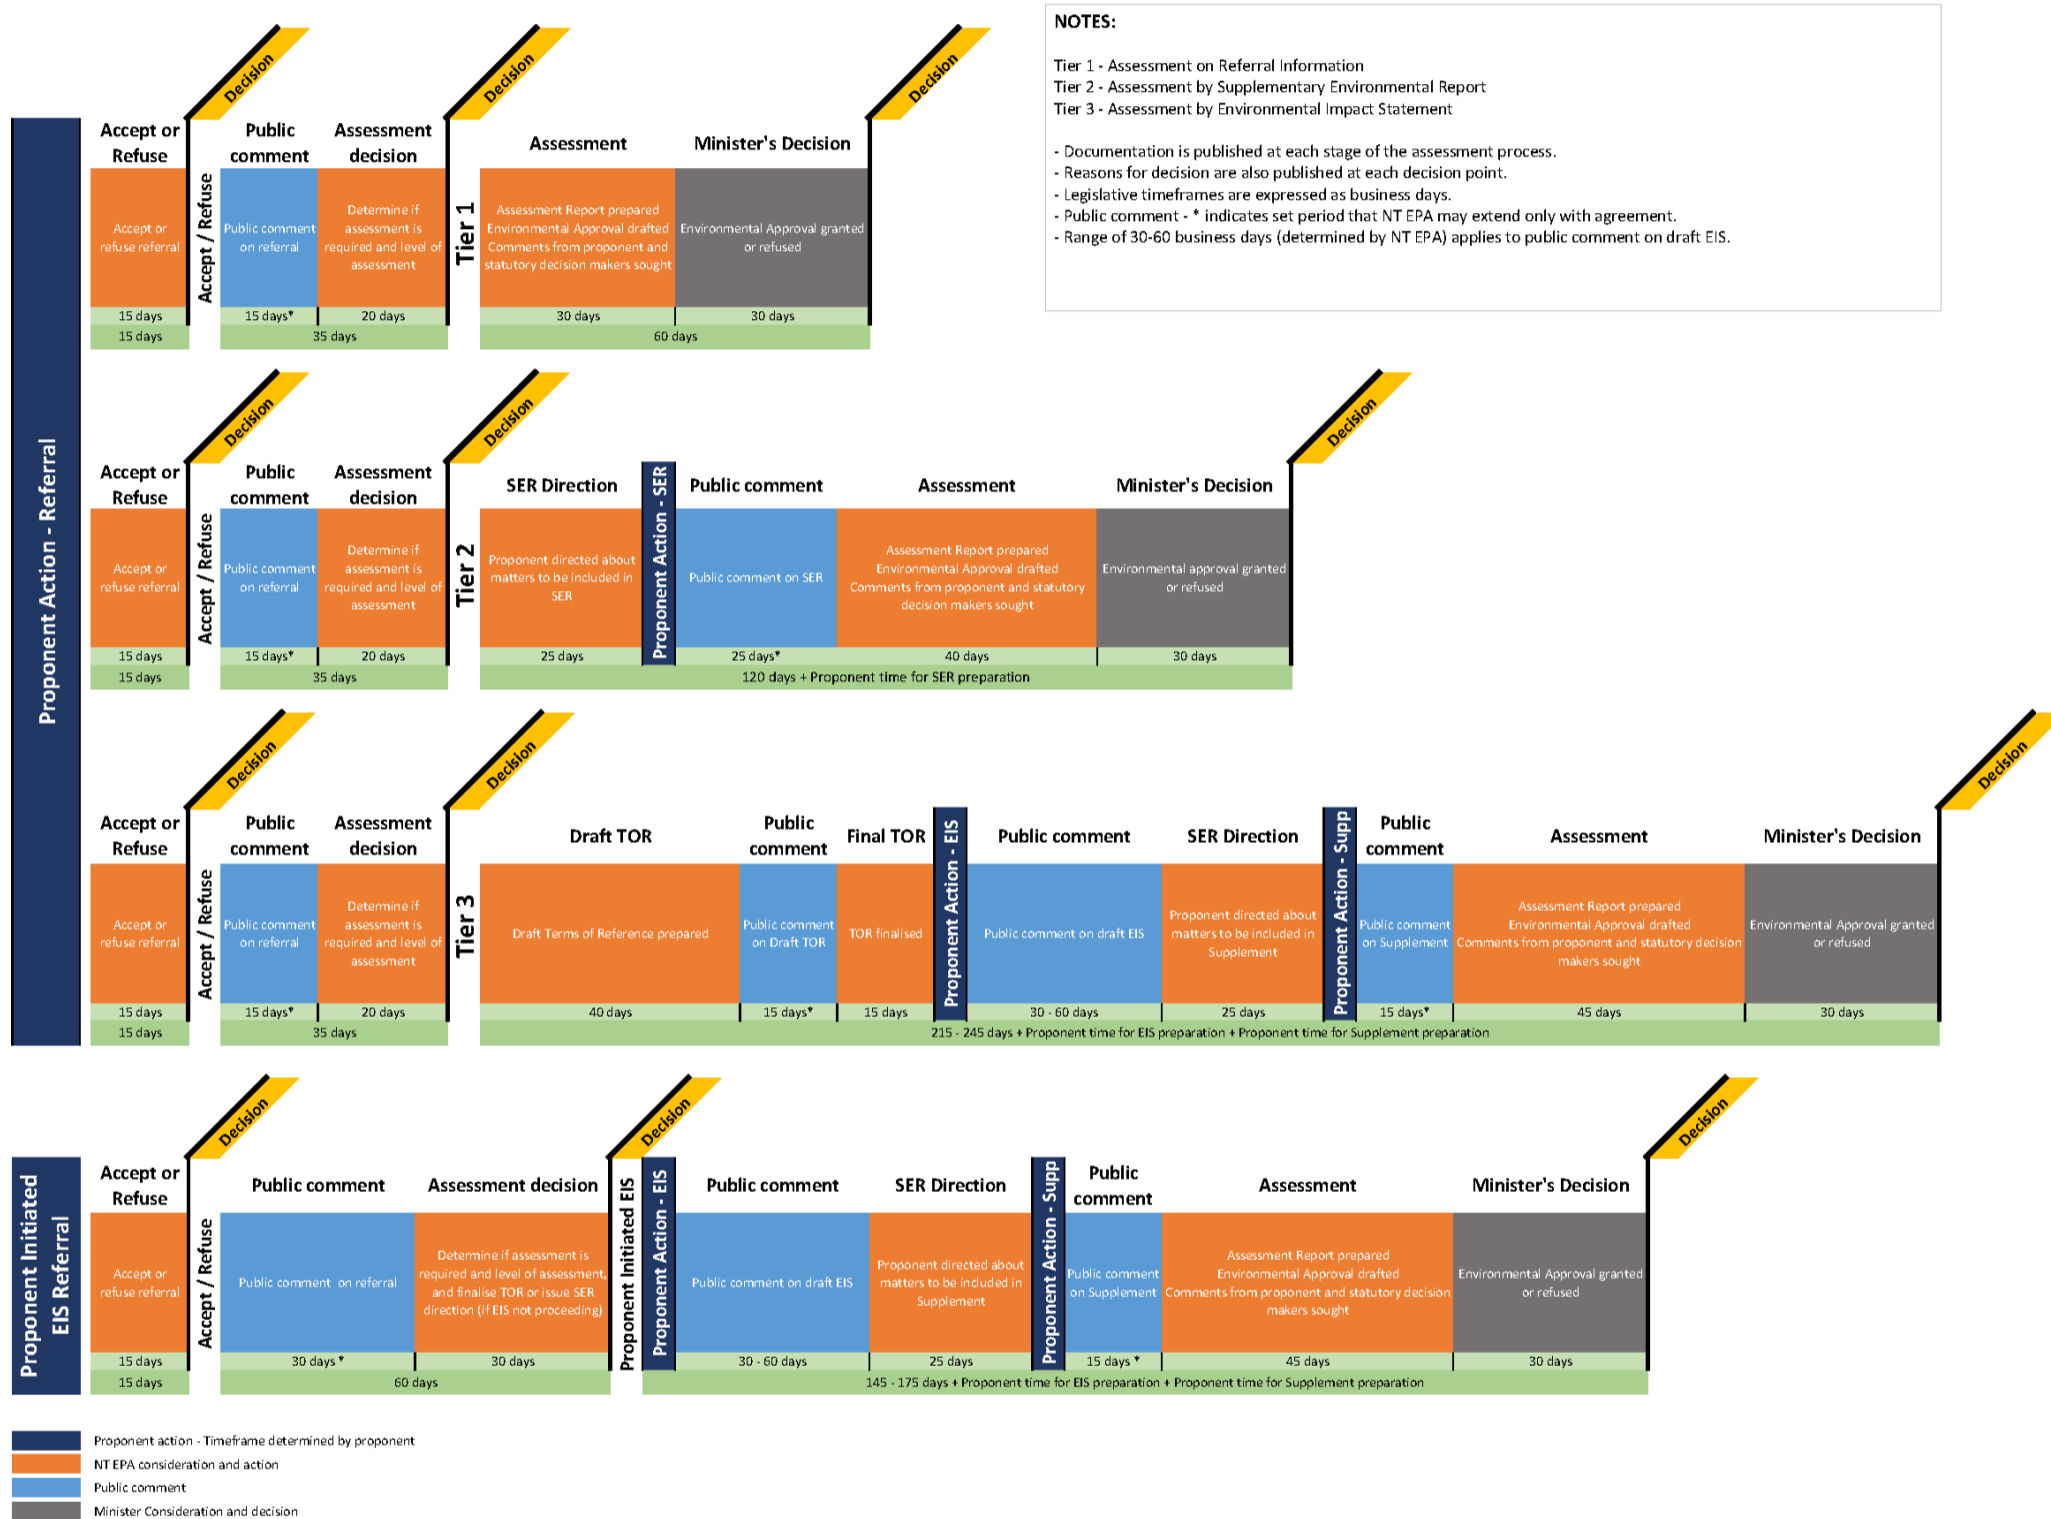 NOTES:
Tier 1 - Assessment on Referral Information
Tier 2 - Assessment by Supplementary Environmental Report
Tier 3 - Assessment by Environmental Impact Statement
- Documentation is published at each stage of the assessment process.
- Reasons for decision are also published at each decision point.
- Legislative timeframes are expressed as business days.
- Public comment - * indicates set period that NT EPA may extend only with agreement.
- Range of 30-60 business days (determined by NT EPA) applies to public comment on draft EIS.
Proponent Action - Referral
Decision
Decision
Decision
Accept or
Refuse
Accept or
refuse referral
15 days
15 days
Accept / Refuse
Public
comment
Public comment
on referral
15 days*
Assessment
decision
Determine if
assessment is
required and level of
assessment
20 days
35 days
Tier 1
Assessment
Assessment Report prepared
Environmental Approval drafted
Comments from proponent and
statutory decision makers sought
30 days
Minister's Decision
Environmental Approval granted
or refused
30 days
60 days
Decision
Decision
Decision
Accept or
Refuse
Accept or
refuse referral
15 days
15 days
Accept / Refuse
Public
comment
Public comment
on referral
15 days*
Assessment
decision
Determine if
assessment is
required and level of
assessment
20 days
35 days
Tier 2
SER Direction
Proponent directed about
matters to be included in
SER
25 days
Proponent Action - SER
Public comment
Public comment on SER
25 days*
Assessment
Assessment Report prepared
Environmental Approval drafted
Comments from proponent and statutory
decision makers sought
40 days
Minister's Decision
Environmental approval granted
or refused
30 days
120 days + Proponent time for SER preparation
Decision
Decision
Decision
Accept or
Refuse
Accept or
refuse referral
15 days
15 days
Accept / Refuse
Public
comment
Public comment
on referral
15 days*
Assessment
decision
Determine if
assessment is
required and level of
assessment
20 days
35 days
Tier 3
Draft TOR
Draft Terms of Reference prepared
40 days
Public
comment
Public comment
on Draft TOR
15 days*
Final TOR
TOR finalised
15 days
Proponent Action - EIS
Public comment
Public comment on draft EIS
30 - 60 days
SER Direction
Proponent directed about
matters to be included in
Supplement
25 days
Proponent Action - Supp
Public
comment
Public comment
on Supplement
15 days*
Assessment
Assessment Report prepared
Environmental Approval drafted
Comments from proponent and statutory decision
makers sought
45 days
Minister's Decision
Environmental Approval granted
or refused
30 days
215 - 245 days + Proponent time for EIS preparation + Proponent time for Supplement preparation
Proponent Initiated
EIS Referral
Decision
Decision
Decision
Accept or
Refuse
Accept or
refuse referral
15 days
15 days
Accept / Refuse
Public comment
Public comment on referral
30 days *
Assessment decision
Determine if assessment is
required and level of assessment,
and finalise TOR or issue SER
direction (if EIS not proceeding)
30 days
60 days
Proponent Initiated EIS
Proponent Action - EIS
Public comment
Public comment on draft EIS
30 - 60 days
SER Direction
Proponent directed about
matters to be included in
Supplement
25 days
Proponent Action - Supp
Public
comment
Public comment
on Supplement
15 days *
Assessment
Assessment Report prepared
Environmental Approval drafted
Comments from proponent and statutory decision
makers sought
45 days
Minister's Decision
Environmental Approval granted
or refused
30 days
145 - 175 days + Proponent time for EIS preparation + Proponent time for Supplement preparation
Proponent action - Timeframe determined by proponent
NT EPA consideration and action
Public comment
Minister Consideration and decision